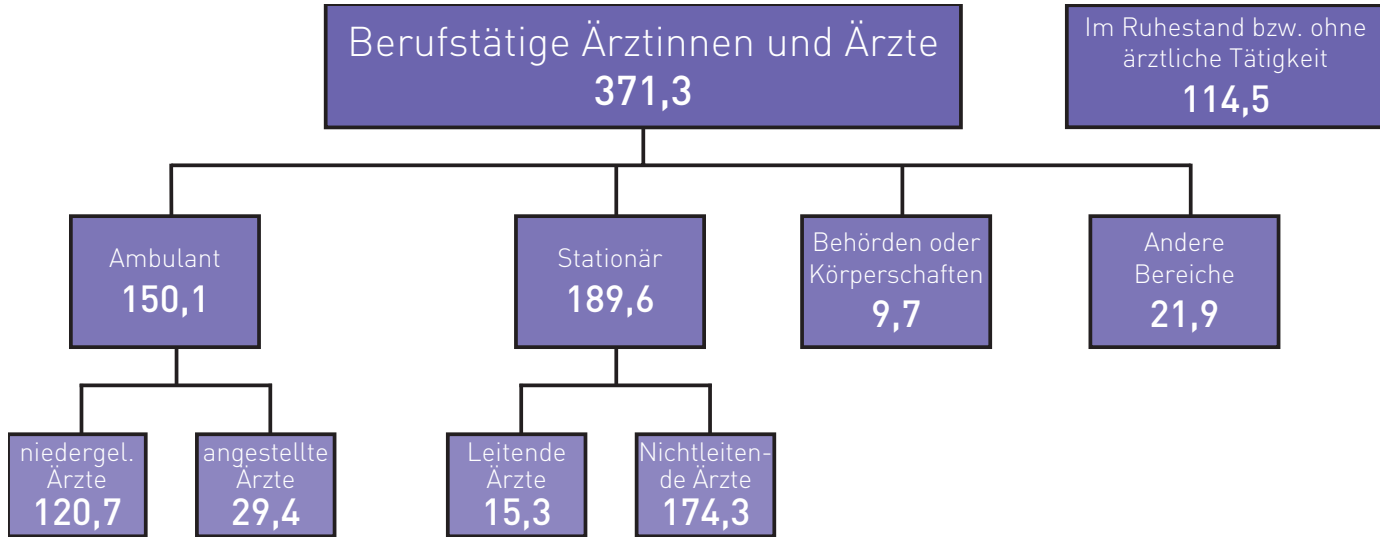 Berufstätige Ärztinnen und Ärzte
371,3
Im Ruhestand bzw. ohne
ärztliche Tätigkeit
114,5
Ambulant
150,1
Stationär
189,6
Behörden oder
Körperschaften
9,7
Andere
Bereiche
21,9
niedergel.
Ärzte
120,7
angestellte
Ärzte
29,4
Leitende
Ärzte
15,3
Nichtleiten-
de Ärzte
174,3